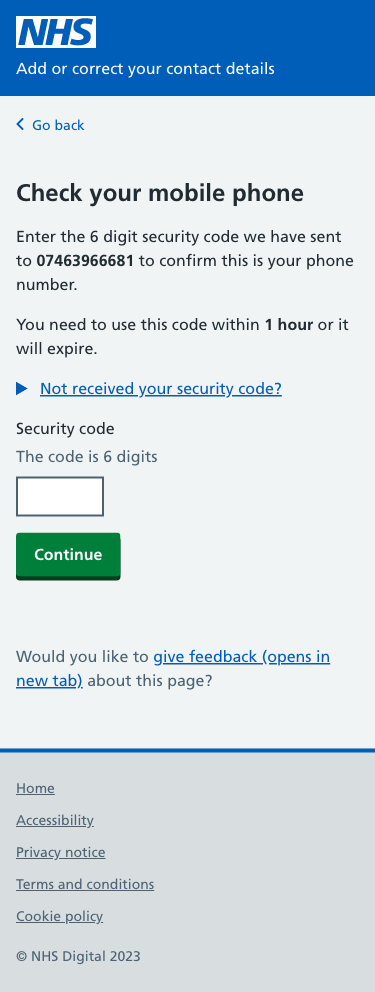 NHS
Add or correct your contact details
Go back
Check your mobile phone
Enter the 6 digit security code we have sent
to 07463966681 to confirm this is your phone
number.
You need to use this code within 1 hour or it
will expire.
Not received your security code?
Security code
The code is 6 digits
Continue
Would you like to give feedback (opens in
new tab) about this page?
Home
Accessibility
Privacy notice
Terms and conditions
Cookie policy
© NHS Digital 2023